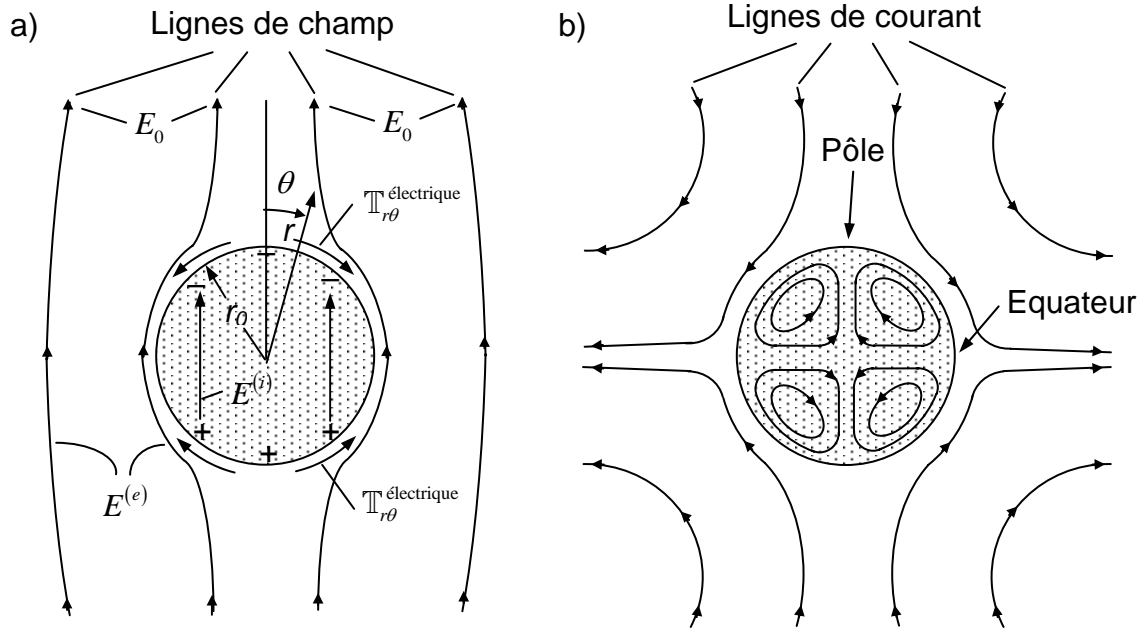 a)
Lignes de champ
E₀
E₀
θ
𝕋ᵣθ^électrique
r
r₀
−
−
−
E⁽ⁱ⁾
+
+
+
E⁽ᵉ⁾
𝕋ᵣθ^électrique
b)
Lignes de courant
Pôle
Equateur